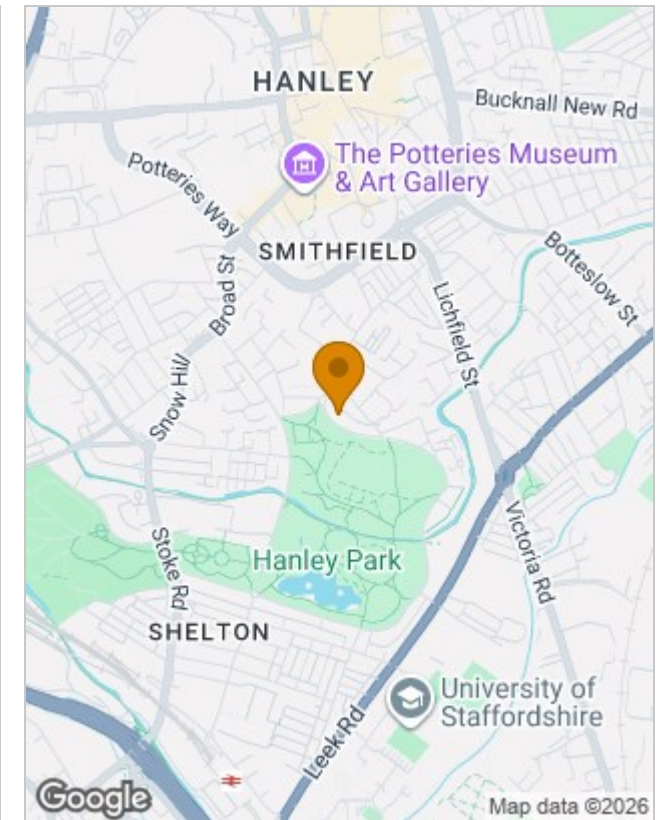 HANLEY
Bucknall New Rd
The Potteries Museum
& Art Gallery
Potteries Way
SMITHFIELD
Botteslow St
Broad St
Lichfield St
Snow Hill
Victoria Rd
Stoke Rd
Hanley Park
SHELTON
University of
Staffordshire
Leek Rd
Google
Map data ©2026